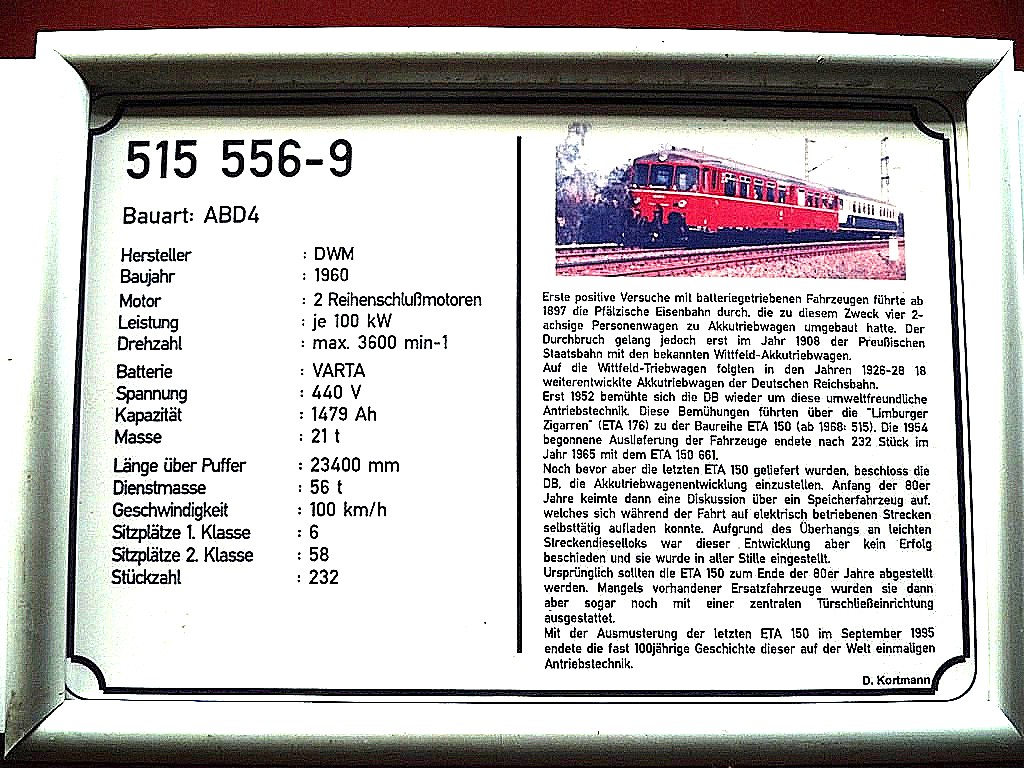 515 556-9
Bauart: ABD4
Hersteller : DWM
Baujahr : 1960
Motor : 2 Reihenschlußmotoren
Leistung : je 100 kW
Drehzahl : max. 3600 min-1
Batterie : VARTA
Spannung : 440 V
Kapazität : 1479 Ah
Masse : 21 t
Länge über Puffer : 23400 mm
Dienstmasse : 56 t
Geschwindigkeit : 100 km/h
Sitzplätze 1. Klasse : 6
Sitzplätze 2. Klasse : 58
Stückzahl : 232
Erste positive Versuche mit batteriegetriebenen Fahrzeugen führte ab
1897 die Pfälzische Eisenbahn durch, die zu diesem Zweck vier 2-
achsige Personenwagen zu Akkutriebwagen umgebaut hatte. Der
Durchbruch gelang jedoch erst im Jahr 1908 der Preußischen
Staatsbahn mit den bekannten Wittfeld-Akkutriebwagen.
Auf die Wittfeld-Triebwagen folgten in den Jahren 1926-28 18
weiterentwicklte Akkutriebwagen der Deutschen Reichsbahn.
Erst 1952 bemühte sich die DB wieder um diese umweltfreundliche
Antriebstechnik. Diese Bemühungen führten über die "Limburger
Zigarren" (ETA 176) zu der Baureihe ETA 150 (ab 1968: 515). Die 1954
begonnene Auslieferung der Fahrzeuge endete nach 232 Stück im
Jahr 1965 mit dem ETA 150 661.
Noch bevor aber die letzten ETA 150 geliefert wurden, beschloss die
DB, die Akkutriebwagenentwicklung einzustellen. Anfang der 80er
Jahre keimte dann eine Diskussion über ein Speicherfahrzeug auf,
welches sich während der Fahrt auf elektrisch betriebenen Strecken
selbsttätig aufladen konnte. Aufgrund des Überhangs an leichten
Streckendieselloks war dieser Entwicklung aber kein Erfolg
beschieden und sie wurde in aller Stille eingestellt.
Ursprünglich sollten die ETA 150 zum Ende der 80er Jahre abgestellt
werden. Mangels vorhandener Ersatzfahrzeuge wurden sie dann
aber sogar noch mit einer zentralen Türschließeinrichtung
ausgestattet.
Mit der Ausmusterung der letzten ETA 150 im September 1995
endete die fast 100jährige Geschichte dieser auf der Welt einmaligen
Antriebstechnik.
D. Kortmann